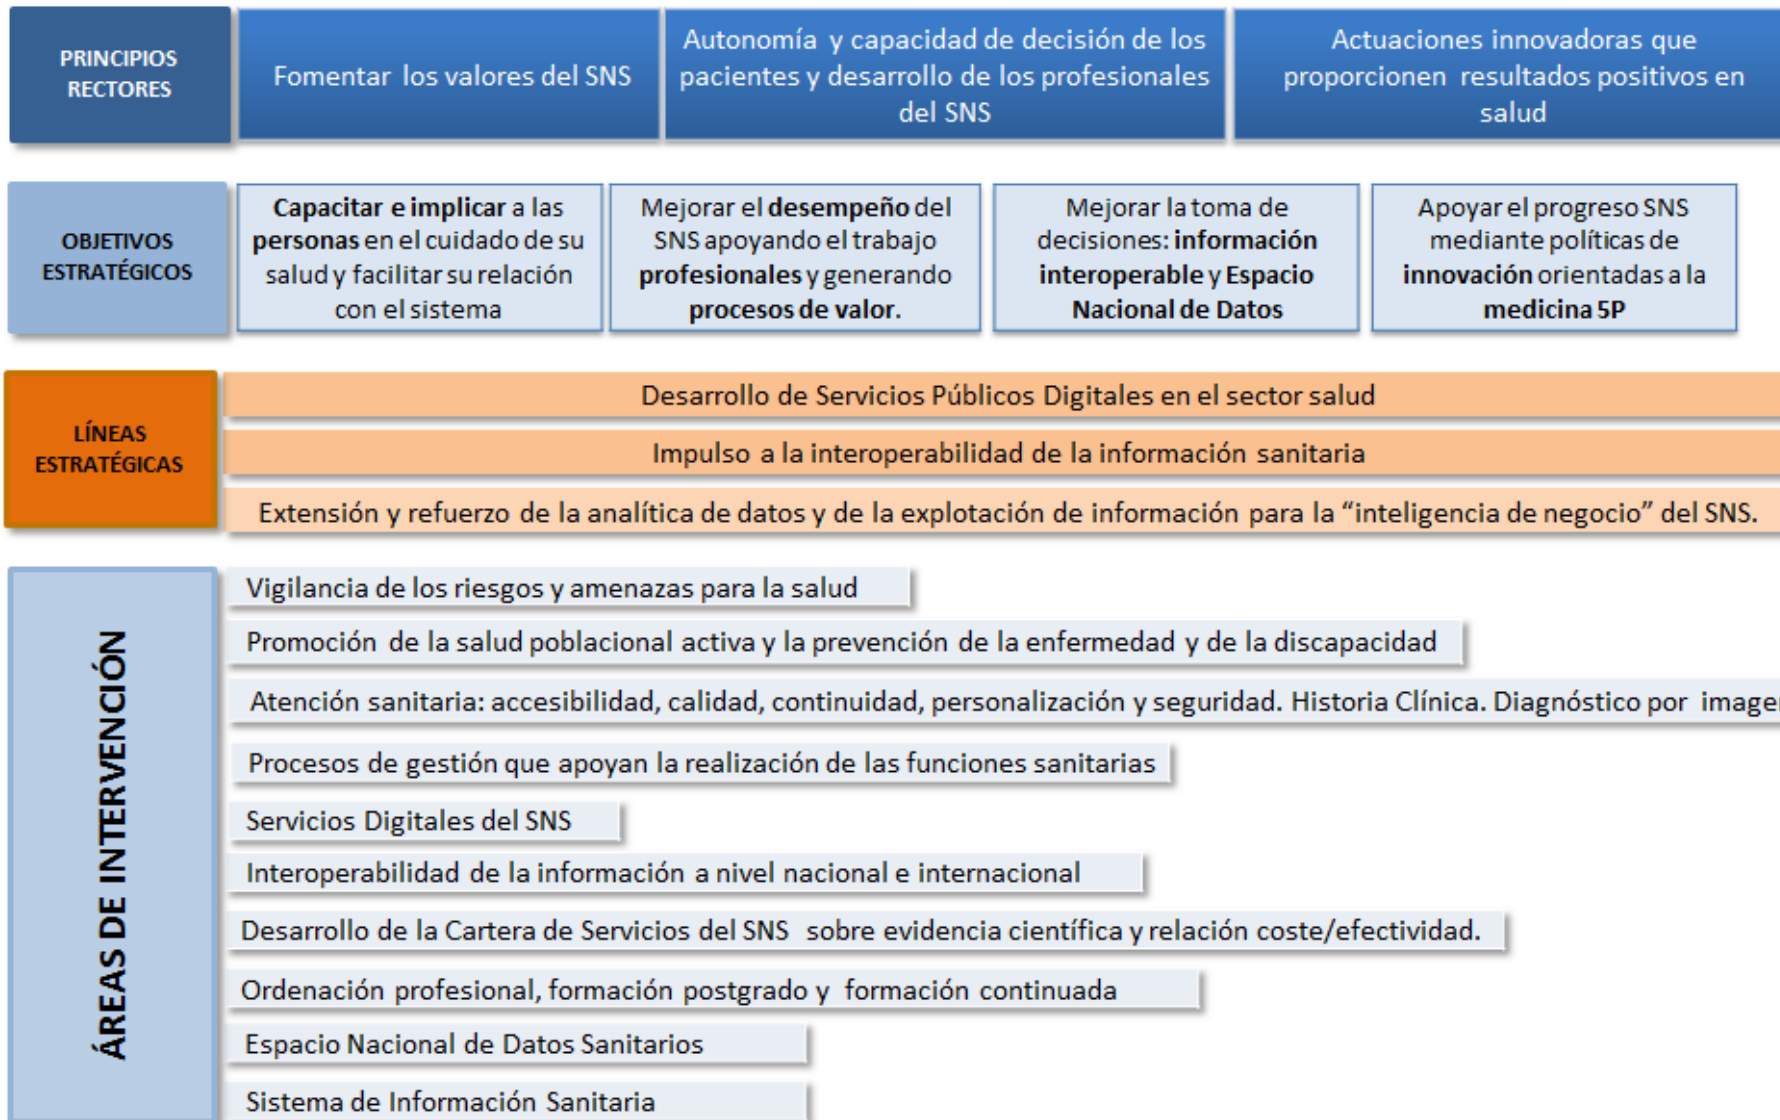 PRINCIPIOS
RECTORES
Fomentar los valores del SNS
Autonomía y capacidad de decisión de los
pacientes y desarrollo de los profesionales
del SNS
Actuaciones innovadoras que
proporcionen resultados positivos en
salud
OBJETIVOS
ESTRATÉGICOS
Capacitar e implicar a las
personas en el cuidado de su
salud y facilitar su relación
con el sistema
Mejorar el desempeño del
SNS apoyando el trabajo
profesionales y generando
procesos de valor.
Mejorar la toma de
decisiones: información
interoperable y Espacio
Nacional de Datos
Apoyar el progreso SNS
mediante políticas de
innovación orientadas a la
medicina 5P
LÍNEAS
ESTRATÉGICAS
Desarrollo de Servicios Públicos Digitales en el sector salud
Impulso a la interoperabilidad de la información sanitaria
Extensión y refuerzo de la analítica de datos y de la explotación de información para la “inteligencia de negocio” del SNS.
ÁREAS DE INTERVENCIÓN
Vigilancia de los riesgos y amenazas para la salud
Promoción de la salud poblacional activa y la prevención de la enfermedad y de la discapacidad
Atención sanitaria: accesibilidad, calidad, continuidad, personalización y seguridad. Historia Clínica. Diagnóstico por imagen
Procesos de gestión que apoyan la realización de las funciones sanitarias
Servicios Digitales del SNS
Interoperabilidad de la información a nivel nacional e internacional
Desarrollo de la Cartera de Servicios del SNS sobre evidencia científica y relación coste/efectividad.
Ordenación profesional, formación postgrado y formación continuada
Espacio Nacional de Datos Sanitarios
Sistema de Información Sanitaria